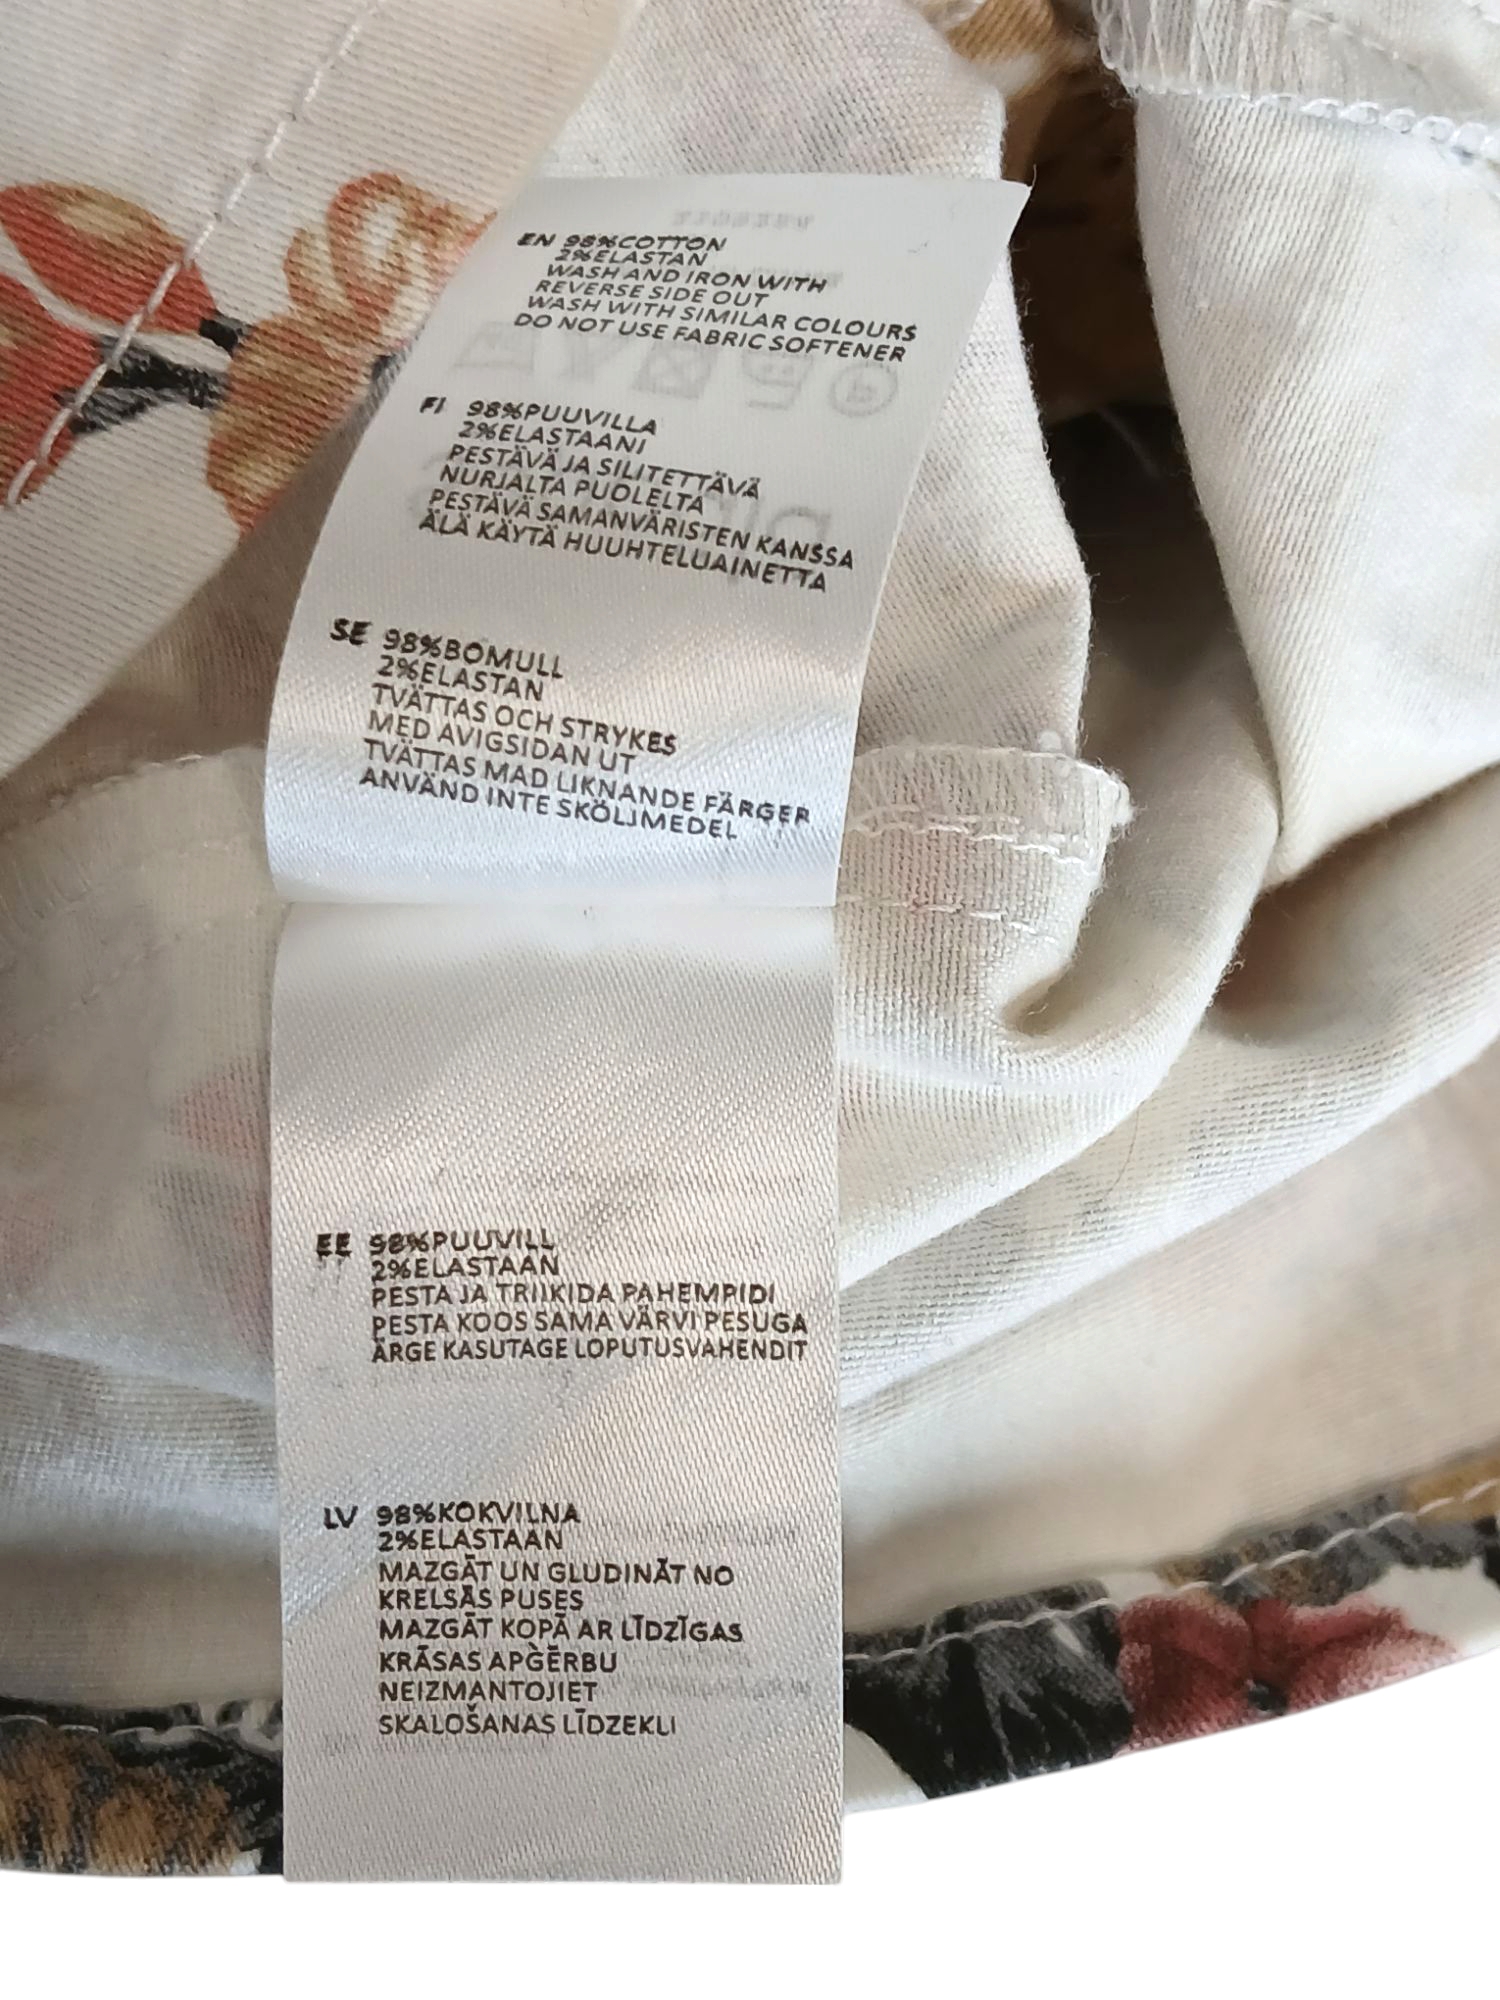 EN 98%COTTON
2%ELASTAN
WASH AND IRON WITH
REVERSE SIDE OUT
WASH WITH SIMILAR COLOURS
DO NOT USE FABRIC SOFTENER
FI 98%PUUVILLA
2%ELASTAANI
PESTÄVÄ JA SILITETTÄVÄ
NURJALTA PUOLELTA
PESTÄVÄ SAMANVÄRISTEN KANSSA
ÄLÄ KÄYTÄ HUUHTELUAINETTA
SE 98%BOMULL
2%ELASTAN
TVÄTTAS OCH STRYKES
MED AVIGSIDAN UT
TVÄTTAS MAD LIKNANDE FÄRGER
ANVÄND INTE SKÖLJMEDEL
EE 98%PUUVILL
2%ELASTAAN
PESTA JA TRIIKIDA PAHEMPIDI
PESTA KOOS SAMA VÄRVI PESUGA
ÄRGE KASUTAGE LOPUTUSVAHENDIT
LV 98%KOKVILNA
2%ELASTAAN
MAZGĀT UN GLUDINĀT NO
KRELSĀS PUSES
MAZGĀT KOPĀ AR LĪDZĪGAS
KRĀSAS APĢĒRBU
NEIZMANTOJIET
SKALOŠANAS LĪDZEKLI